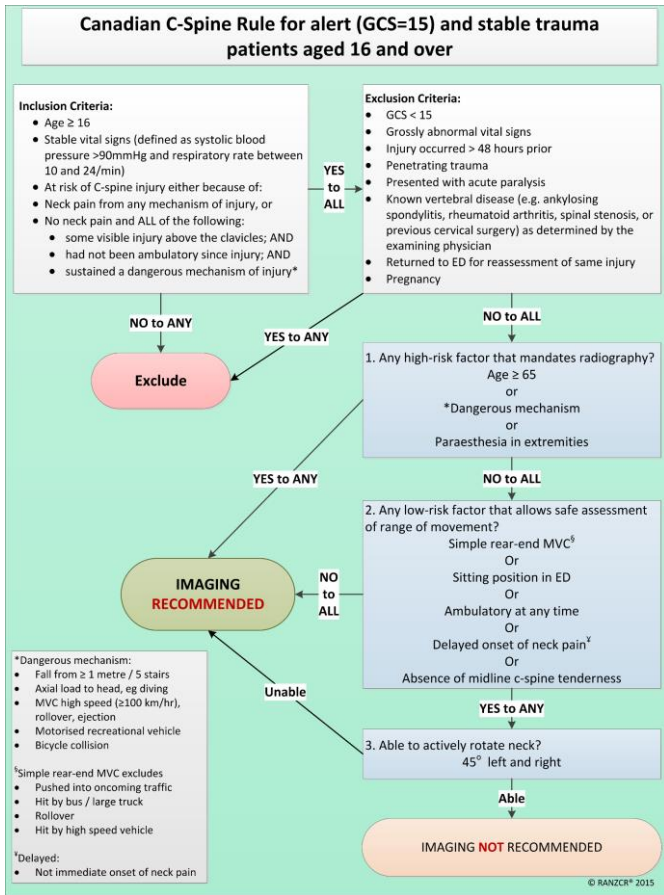 Canadian C-Spine Rule for alert (GCS=15) and stable trauma
patients aged 16 and over
Inclusion Criteria:
• Age ≥ 16
• Stable vital signs (defined as systolic blood
pressure >90mmHg and respiratory rate between
10 and 24/min)
• At risk of C-spine injury either because of:
• Neck pain from any mechanism of injury, or
• No neck pain and ALL of the following:
• some visible injury above the clavicles; AND
• had not been ambulatory since injury; AND
• sustained a dangerous mechanism of injury*
YES
to
ALL
Exclusion Criteria:
• GCS < 15
• Grossly abnormal vital signs
• Injury occurred > 48 hours prior
• Penetrating trauma
• Presented with acute paralysis
• Known vertebral disease (e.g. ankylosing
spondylitis, rheumatoid arthritis, spinal stenosis, or
previous cervical surgery) as determined by the
examining physician
• Returned to ED for reassessment of same injury
• Pregnancy
NO to ANY
YES to ANY
NO to ALL
Exclude
1. Any high-risk factor that mandates radiography?
Age ≥ 65
or
*Dangerous mechanism
or
Paraesthesia in extremities
YES to ANY
NO to ALL
2. Any low-risk factor that allows safe assessment
of range of movement?
Simple rear-end MVC§
Or
Sitting position in ED
Or
Ambulatory at any time
Or
Delayed onset of neck pain¥
Or
Absence of midline c-spine tenderness
NO
to
ALL
IMAGING
RECOMMENDED
YES to ANY
Unable
3. Able to actively rotate neck?
45° left and right
Able
IMAGING NOT RECOMMENDED
*Dangerous mechanism:
• Fall from ≥ 1 metre / 5 stairs
• Axial load to head, eg diving
• MVC high speed (≥100 km/hr),
rollover, ejection
• Motorised recreational vehicle
• Bicycle collision
§Simple rear-end MVC excludes
• Pushed into oncoming traffic
• Hit by bus / large truck
• Rollover
• Hit by high speed vehicle
¥Delayed:
• Not immediate onset of neck pain
© RANZCR® 2015